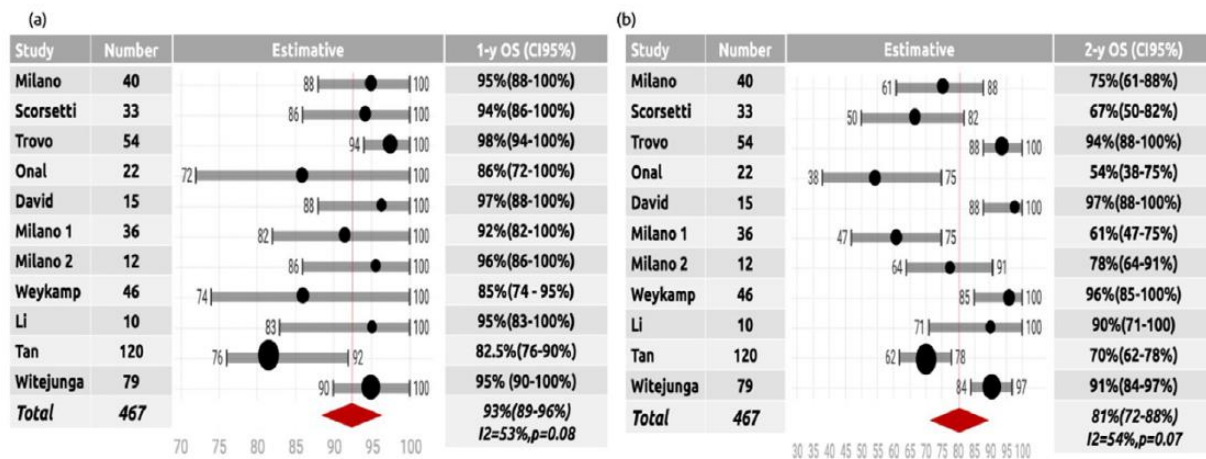 (a)
Study Number Estimative 1-y OS (CI95%)
Milano 40 88 100 95%(88-100%)
Scorsetti 33 86 100 94%(86-100%)
Trovo 54 94 100 98%(94-100%)
Onal 22 72 100 86%(72-100%)
David 15 88 100 97%(88-100%)
Milano 1 36 82 100 92%(82-100%)
Milano 2 12 86 100 96%(86-100%)
Weykamp 46 74 100 85%(74 - 95%)
Li 10 83 100 95%(83-100%)
Tan 120 76 92 82.5%(76-90%)
Witejunga 79 90 100 95% (90-100%)
Total 467 93%(89-96%)
I2=53%,p=0.08
70 75 80 85 90 95 100
(b)
Study Number Estimative 2-y OS (CI95%)
Milano 40 61 88 75%(61-88%)
Scorsetti 33 50 82 67%(50-82%)
Trovo 54 88 100 94%(88-100%)
Onal 22 38 75 54%(38-75%)
David 15 88 100 97%(88-100%)
Milano 1 36 47 75 61%(47-75%)
Milano 2 12 64 91 78%(64-91%)
Weykamp 46 85 100 96%(85-100%)
Li 10 71 100 90%(71-100)
Tan 120 62 78 70%(62-78%)
Witejunga 79 84 97 91%(84-97%)
Total 467 81%(72-88%)
I2=54%,p=0.07
30 35 40 45 50 55 60 65 70 75 80 85 90 95 100